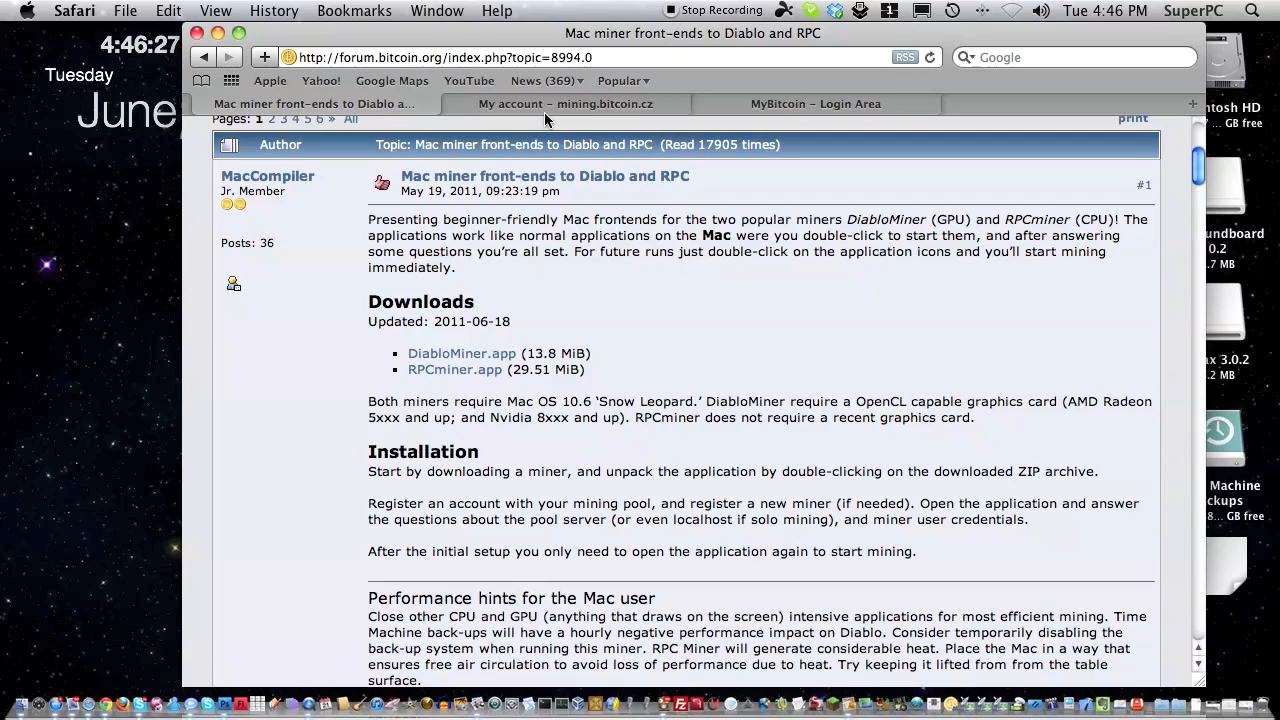 Safari File Edit View History Bookmarks Window Help Stop Recording 1 Tue 4:46 PM SuperPC
4:46:27
Tuesday
June,
Mac miner front-ends to Diablo and RPC
http://forum.bitcoin.org/index.php?topic=8994.0 RSS Google
Apple Yahoo! Google Maps YouTube News (369) Popular
Mac miner front-ends to Diablo a... My account – mining.bitcoin.cz MyBitcoin – Login Area
Pages: 1 2 3 4 5 6 » All print
Author Topic: Mac miner front-ends to Diablo and RPC (Read 17905 times)
MacCompiler
Jr. Member
Posts: 36
Mac miner front-ends to Diablo and RPC
May 19, 2011, 09:23:19 pm
#1
Presenting beginner-friendly Mac frontends for the two popular miners DiabloMiner (GPU) and RPCminer (CPU)! The
applications work like normal applications on the Mac were you double-click to start them, and after answering
some questions you're all set. For future runs just double-click on the application icons and you'll start mining
immediately.
Downloads
Updated: 2011-06-18
▪ DiabloMiner.app (13.8 MiB)
▪ RPCminer.app (29.51 MiB)
Both miners require Mac OS 10.6 ‘Snow Leopard.’ DiabloMiner require a OpenCL capable graphics card (AMD Radeon
5xxx and up; and Nvidia 8xxx and up). RPCminer does not require a recent graphics card.
Installation
Start by downloading a miner, and unpack the application by double-clicking on the downloaded ZIP archive.
Register an account with your mining pool, and register a new miner (if needed). Open the application and answer
the questions about the pool server (or even localhost if solo mining), and miner user credentials.
After the initial setup you only need to open the application again to start mining.
Performance hints for the Mac user
Close other CPU and GPU (anything that draws on the screen) intensive applications for most efficient mining. Time
Machine back-ups will have a hourly negative performance impact on Diablo. Consider temporarily disabling the
back-up system when running this miner. RPC Miner will generate considerable heat. Place the Mac in a way that
ensures free air circulation to avoid loss of performance due to heat. Try keeping it lifted from from the table
surface.
ntosh HD
... GB free
undboard
0.2
.7 MB
ax 3.0.2
.2 MB
Machine
ckups
8... GB free